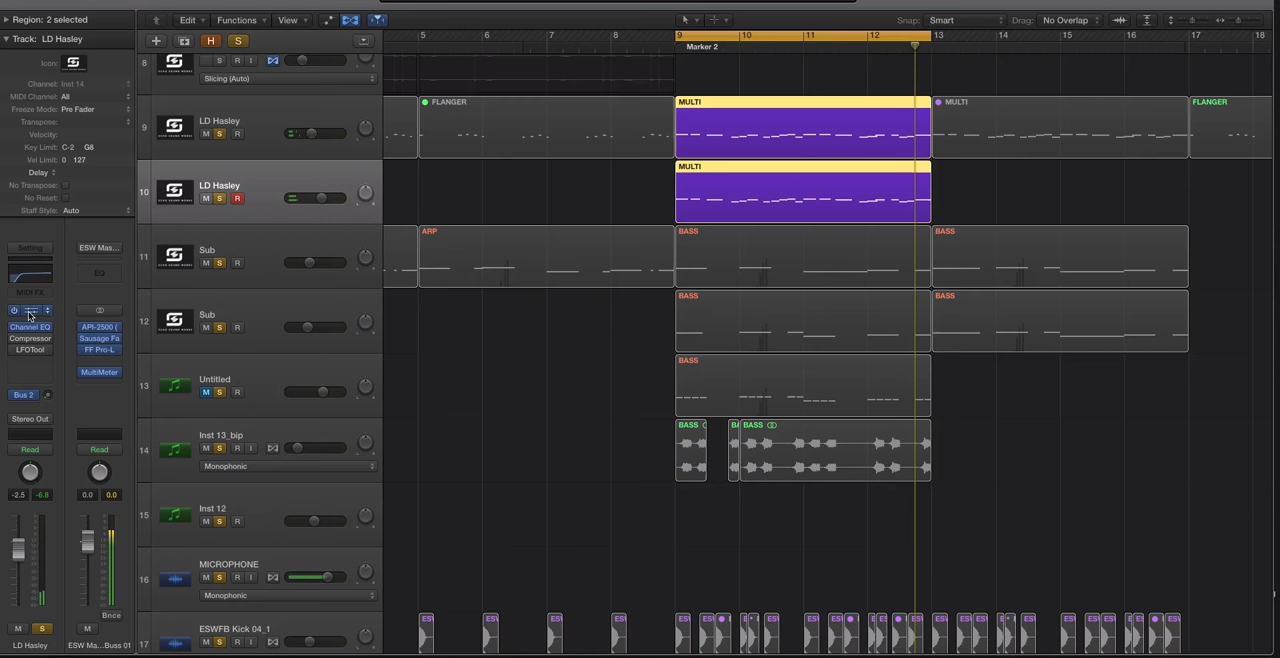 Region: 2 selected
Edit Functions View Snap: Smart Drag: No Overlap
Track: LD Hasley
H S
5 6 7 8 9 10 11 12 13 14 15 16 17 18
Marker 2
Icon:
Channel: Inst 14
MIDI Channel: All
Freeze Mode: Pre Fader
Transpose:
Velocity:
Key Limit: C-2 G8
Vel Limit: 0 127
Delay
No Transpose:
No Reset:
Staff Style: Auto
8 S R I
Slicing (Auto)
9 LD Hasley
M S R
FLANGER MULTI MULTI FLANGER
10 LD Hasley
M S R
MULTI
11 Sub
M S R
ARP BASS BASS
12 Sub
M S R
BASS BASS
13 Untitled
M S R
BASS
14 Inst 13_bip
M S R I
Monophonic
BASS BA BASS
15 Inst 12
M S R
16 MICROPHONE
M S R I
Monophonic
17 ESWFB Kick 04_1
M S R I
Setting ESW Mas...
EQ
MIDI FX
Channel EQ API-2500 (
Compressor Sausage Fa
LFOTool FF Pro-L
MultiMeter
Bus 2
Stereo Out
Read Read
-2.5 -6.8 0.0 0.0
Bnce
M S M
LD Hasley ESW Ma...Buss 01